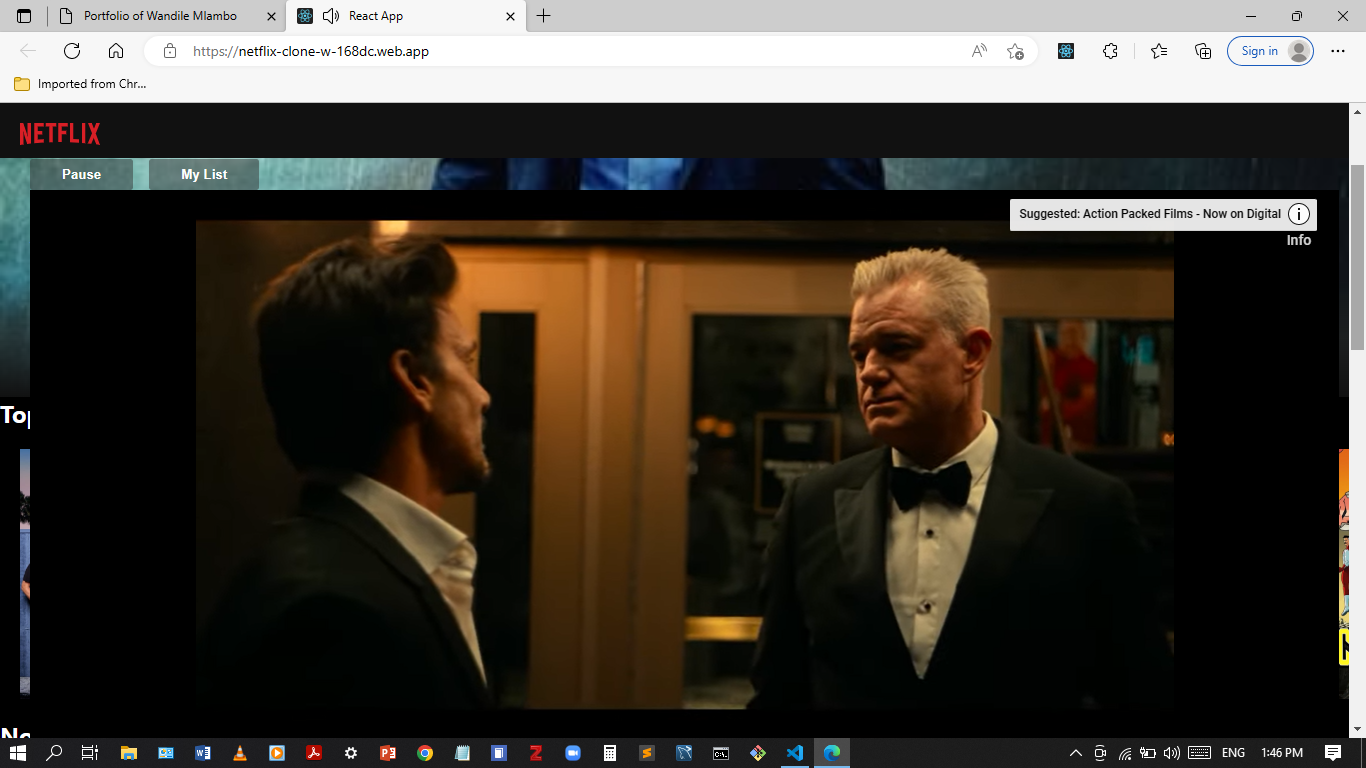 Portfolio of Wandile Mlambo
React App
https://netflix-clone-w-168dc.web.app
Sign in
Imported from Chr...
NETFLIX
Pause
My List
Suggested: Action Packed Films - Now on Digital
Info
Top
ENG
1:46 PM